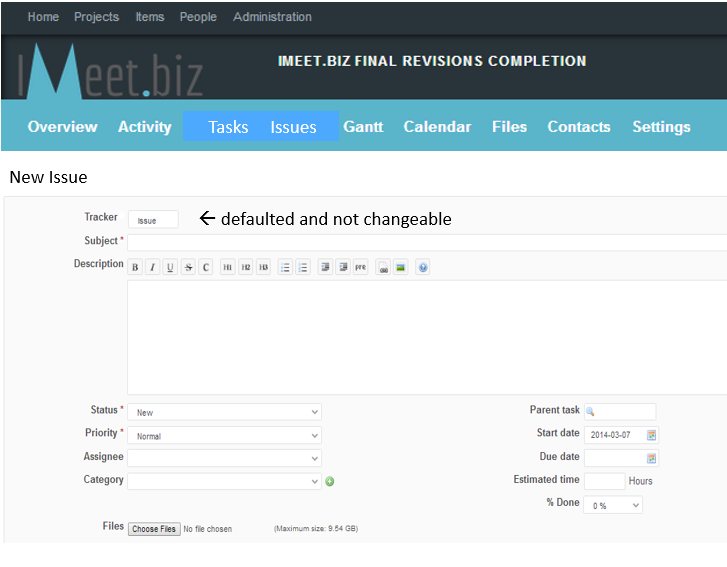 Home Projects Items People Administration
IMeet.biz
IMEET.BIZ FINAL REVISIONS COMPLETION
Overview Activity Tasks Issues Gantt Calendar Files Contacts Settings
New Issue
Tracker Issue ← defaulted and not changeable
Subject *
Description B I U S C H1 H2 H3 pre
Status * New Parent task
Priority * Normal Start date 2014-03-07
Assignee Due date
Category Estimated time Hours
% Done 0 %
Files Choose Files No file chosen (Maximum size: 9.54 GB)